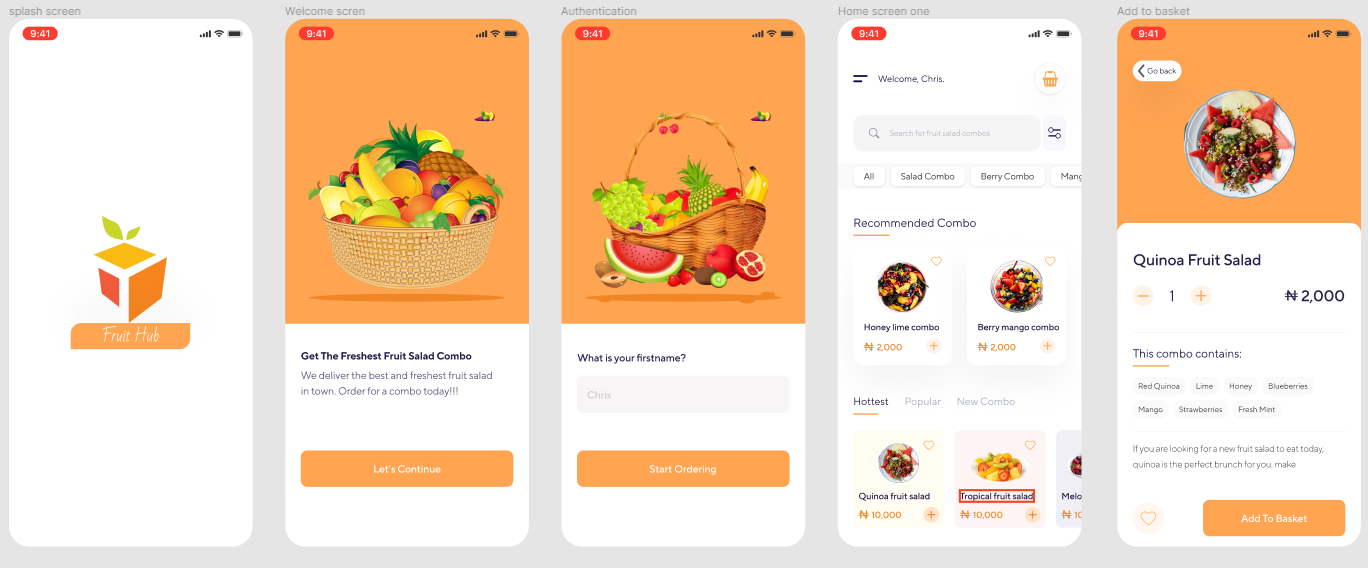 splash screen
9:41
Fruit Hub
Welcome scren
9:41
Get The Freshest Fruit Salad Combo
We deliver the best and freshest fruit salad
in town. Order for a combo today!!!
Let's Continue
Authentication
9:41
What is your firstname?
Chris
Start Ordering
Home screen one
9:41
Welcome, Chris.
Search for fruit salad combos
All Salad Combo Berry Combo Mang
Recommended Combo
Honey lime combo Berry mango combo
₦ 2,000 + ₦ 2,000 +
Hottest Popular New Combo
Quinoa fruit salad Tropical fruit salad Melo
₦ 10,000 + ₦ 10,000 + ₦ 10
Add to basket
9:41
Go back
Quinoa Fruit Salad
− 1 + ₦ 2,000
This combo contains:
Red Quinoa Lime Honey Blueberries
Mango Strawberries Fresh Mint
If you are looking for a new fruit salad to eat today,
quinoa is the perfect brunch for you. make
Add To Basket